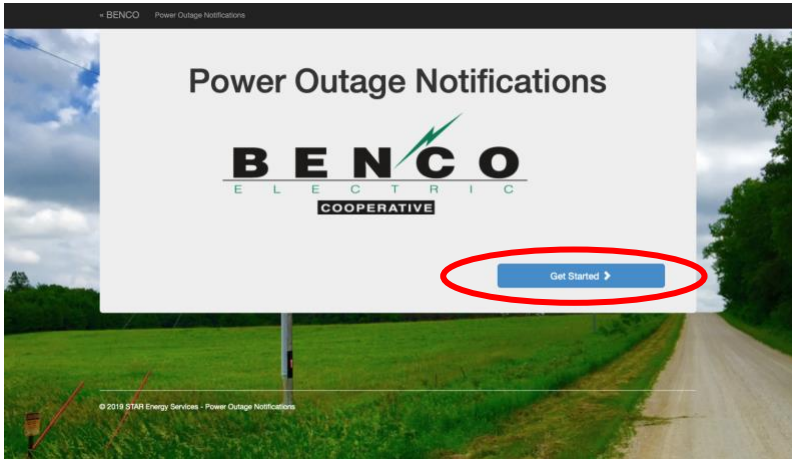 « BENCO Power Outage Notifications
Power Outage Notifications
BENCO
ELECTRIC
COOPERATIVE
Get Started
© 2019 STAR Energy Services - Power Outage Notifications